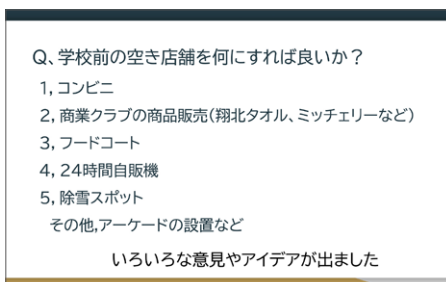 Q、学校前の空き店舗を何にすれば良いか？
1, コンビニ
2, 商業クラブの商品販売(翔北タオル、ミッチェリーなど)
3, フードコート
4, 24時間自販機
5, 除雪スポット
その他,アーケードの設置など
いろいろな意見やアイデアが出ました